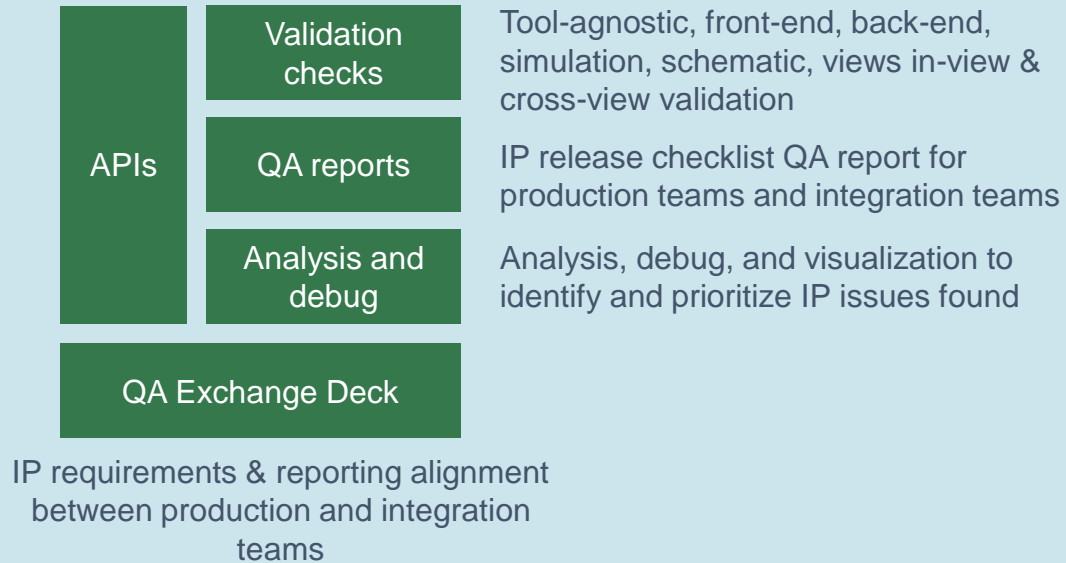 APIs
Validation
checks
Tool-agnostic, front-end, back-end,
simulation, schematic, views in-view &
cross-view validation
QA reports
IP release checklist QA report for
production teams and integration teams
Analysis and
debug
Analysis, debug, and visualization to
identify and prioritize IP issues found
QA Exchange Deck
IP requirements & reporting alignment
between production and integration
teams